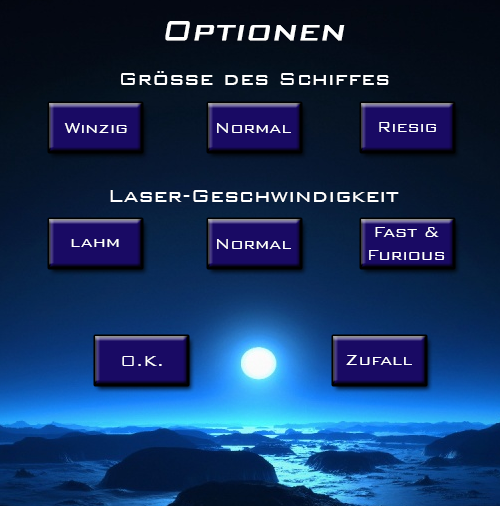 Optionen
Grösse des Schiffes
Winzig Normal Riesig
Laser-Geschwindigkeit
lahm Normal Fast &
Furious
O.K. Zufall